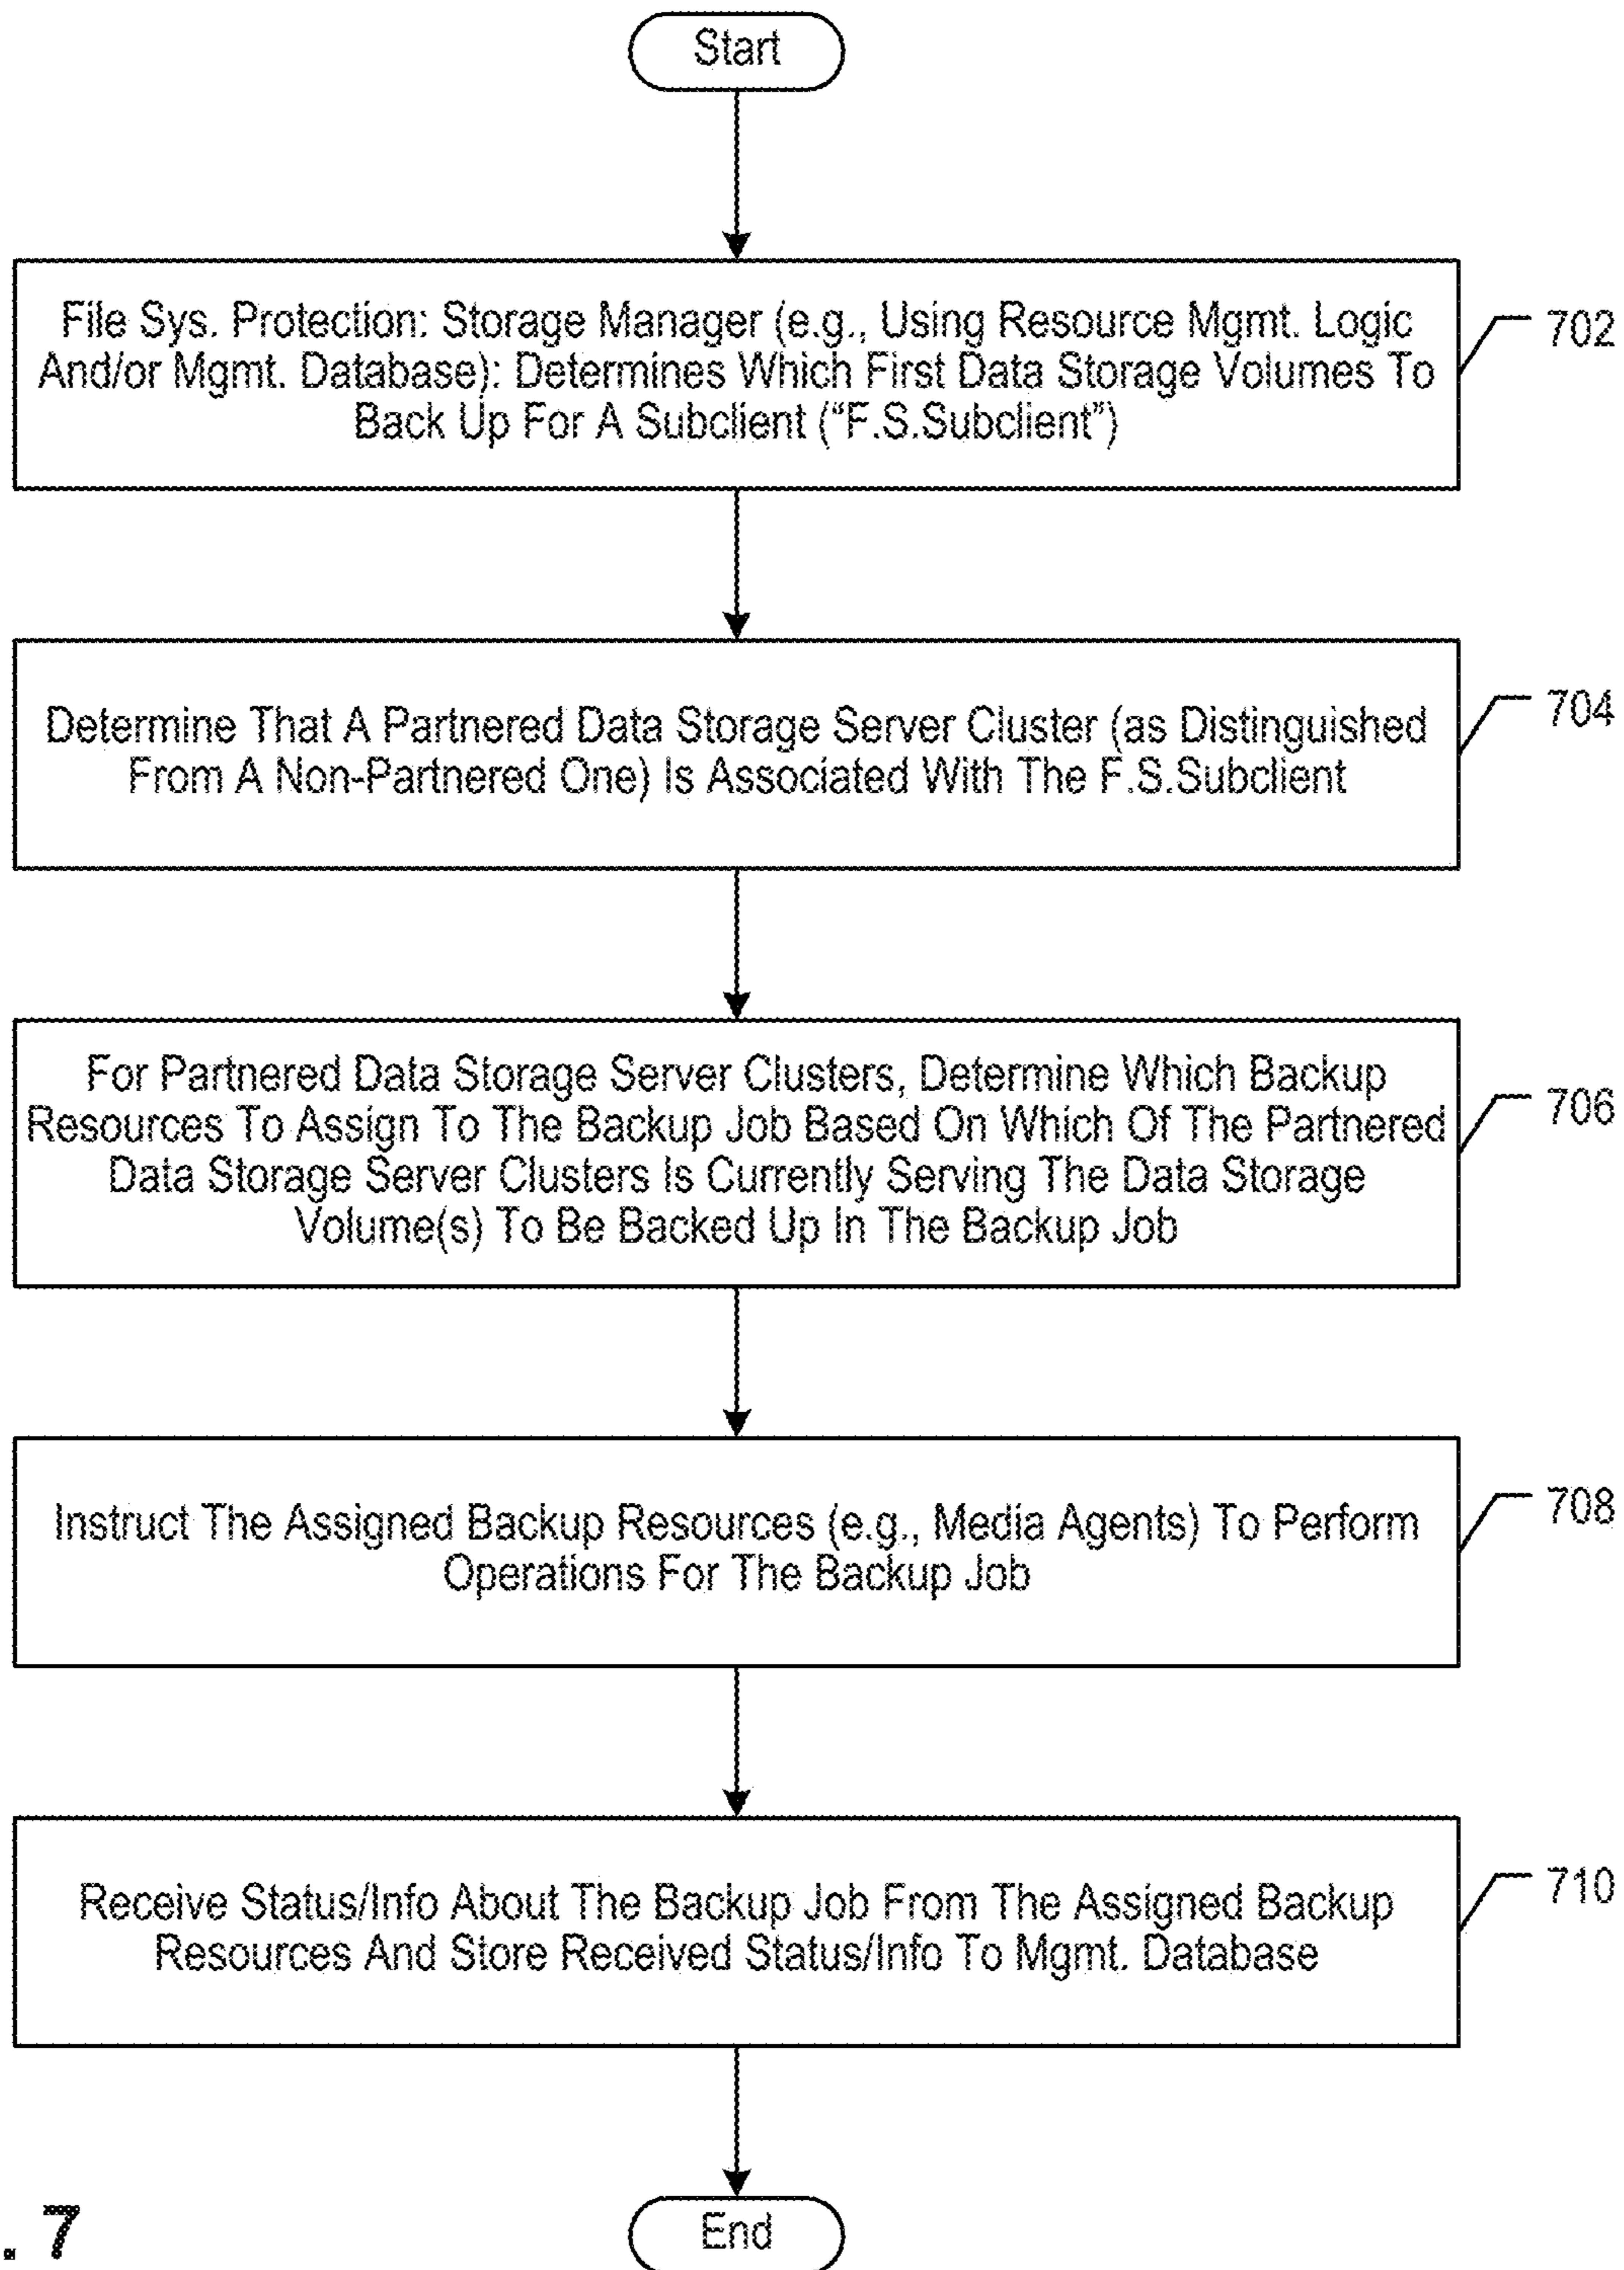 Start
File Sys. Protection: Storage Manager (e.g., Using Resource Mgmt. Logic
And/or Mgmt. Database): Determines Which First Data Storage Volumes To
Back Up For A Subclient (“F.S.Subclient”)
702
Determine That A Partnered Data Storage Server Cluster (as Distinguished
From A Non-Partnered One) Is Associated With The F.S.Subclient
704
For Partnered Data Storage Server Clusters, Determine Which Backup
Resources To Assign To The Backup Job Based On Which Of The Partnered
Data Storage Server Clusters Is Currently Serving The Data Storage
Volume(s) To Be Backed Up In The Backup Job
706
Instruct The Assigned Backup Resources (e.g., Media Agents) To Perform
Operations For The Backup Job
708
Receive Status/Info About The Backup Job From The Assigned Backup
Resources And Store Received Status/Info To Mgmt. Database
710
End
. 7